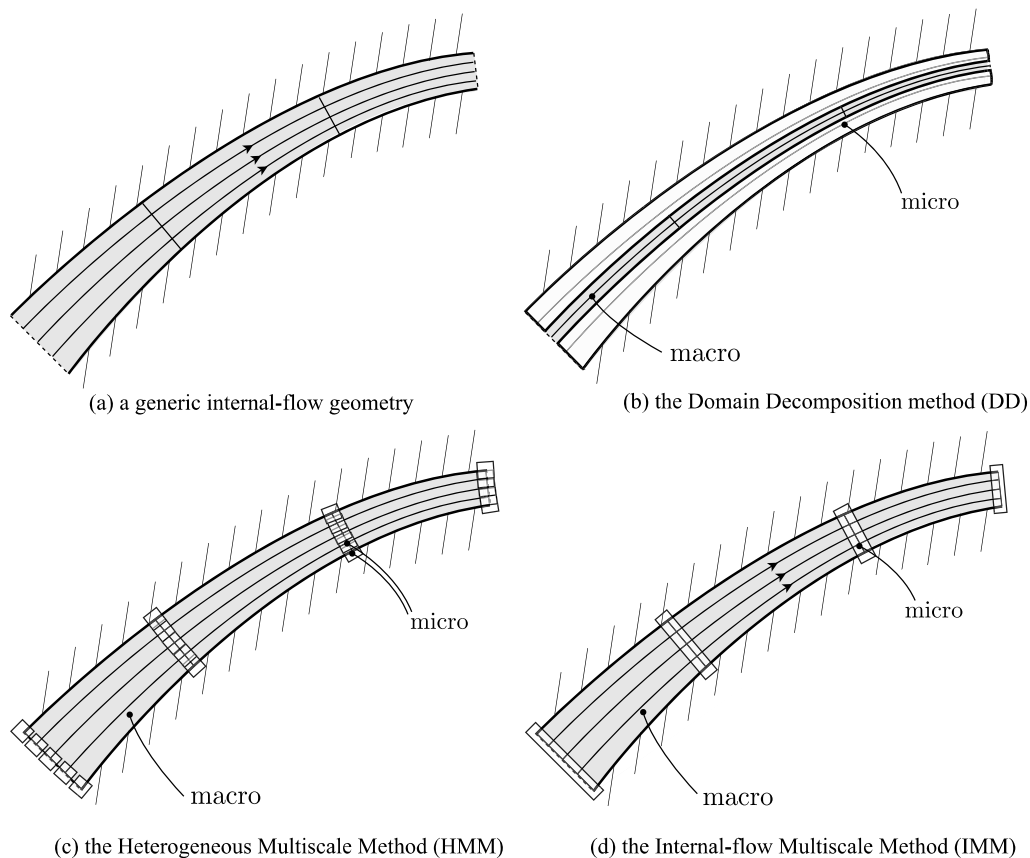 micro
macro
(a) a generic internal-flow geometry
(b) the Domain Decomposition method (DD)
micro
macro
micro
macro
(c) the Heterogeneous Multiscale Method (HMM)
(d) the Internal-flow Multiscale Method (IMM)